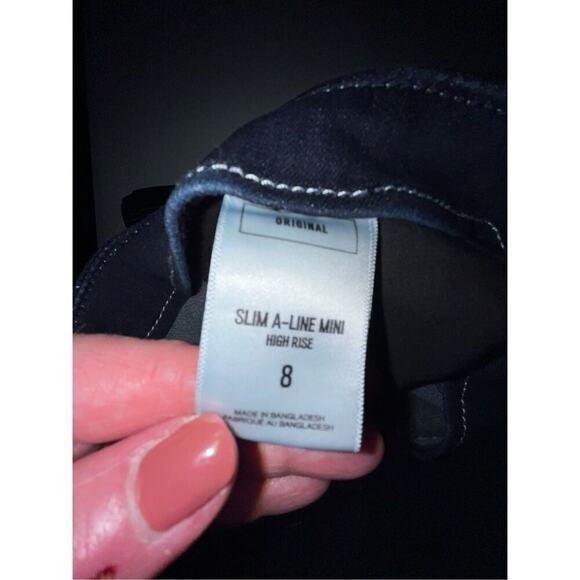 ORIGINAL
SLIM A-LINE MINI
HIGH RISE
8
MADE IN BANGLADESH
FABRIQUÉ AU BANGLADESH